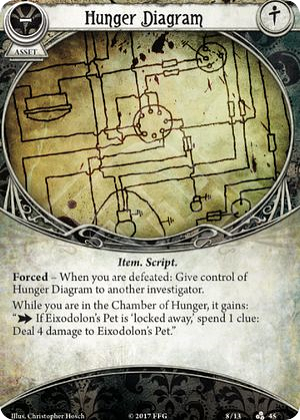 Hunger Diagram
ASSET
Item. Script.
Forced – When you are defeated: Give control of
Hunger Diagram to another investigator.
While you are in the Chamber of Hunger, it gains:
“ If Eixodolon's Pet is ‘locked away,’ spend 1 clue:
Deal 4 damage to Eixodolon's Pet.”
Illus. Christopher Hosch
© 2017 FFG
8/13
45